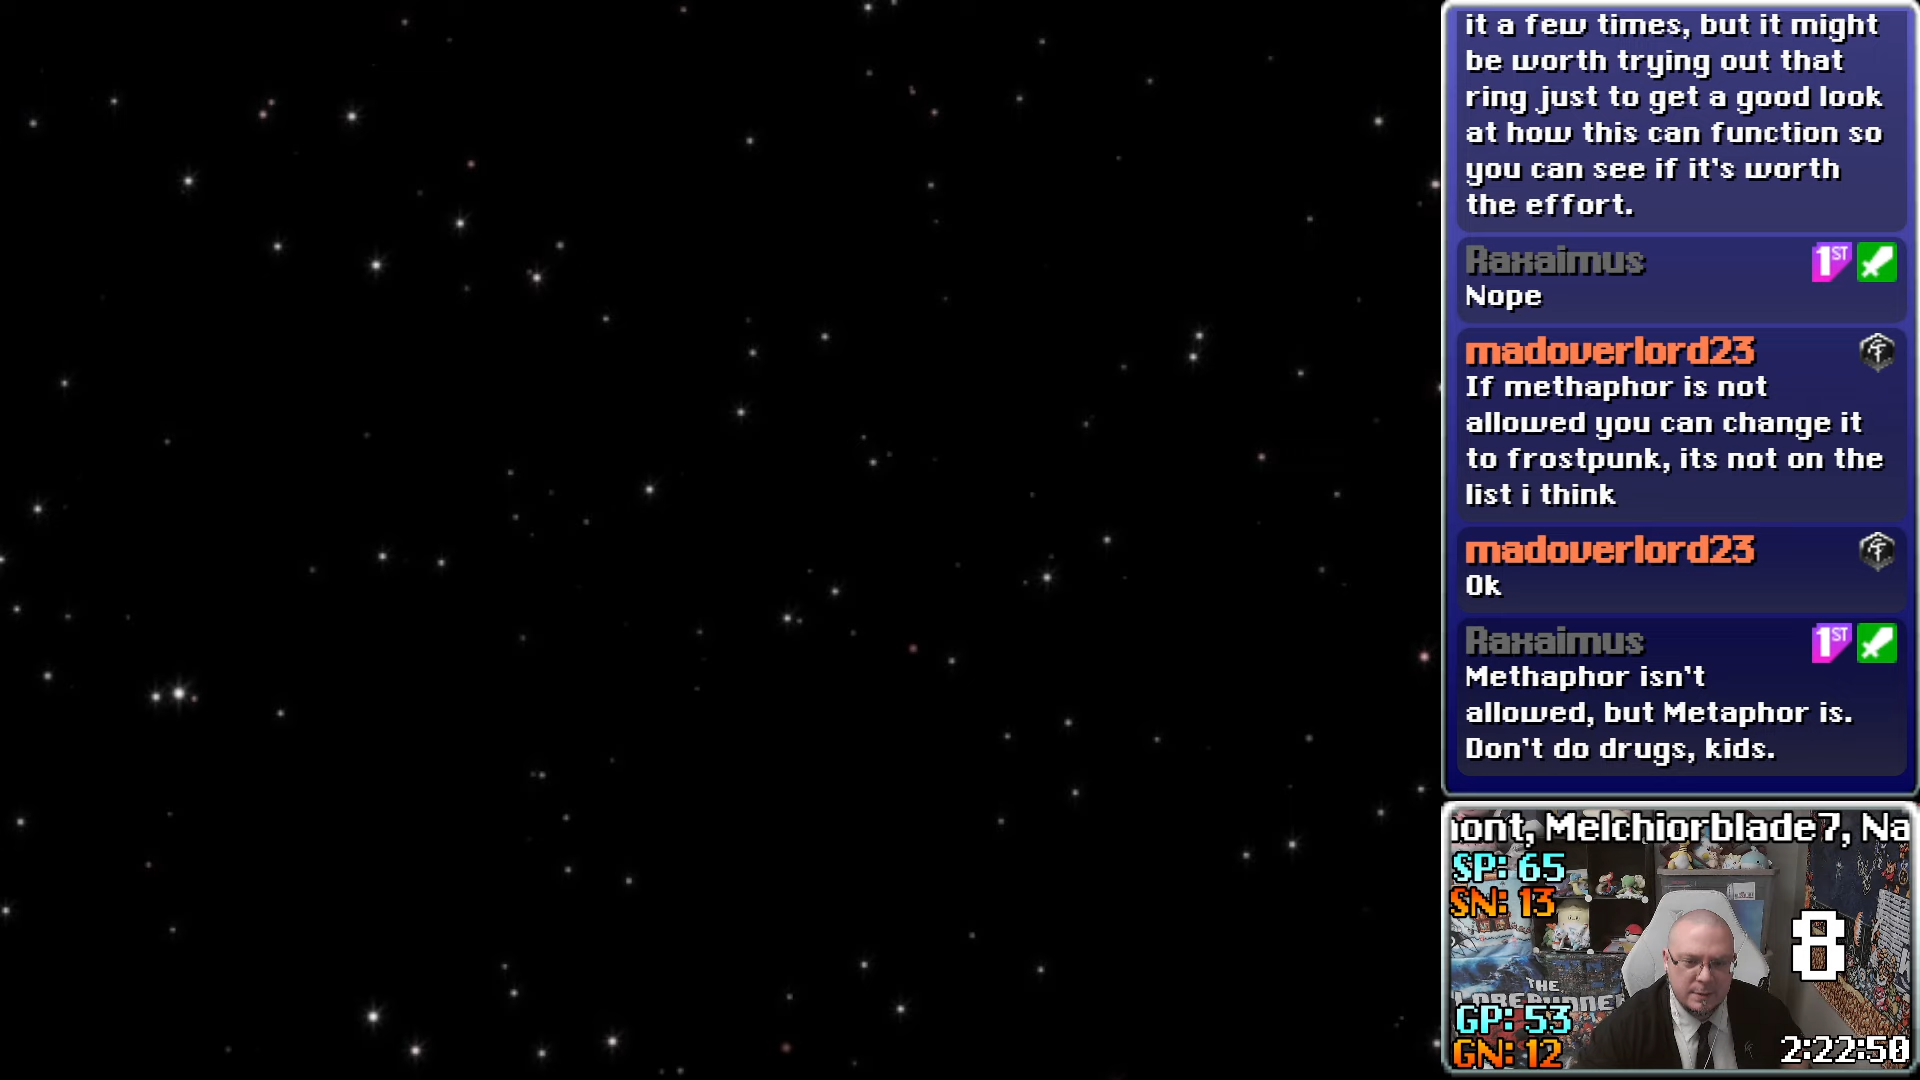 it a few times, but it might
be worth trying out that
ring just to get a good look
at how this can function so
you can see if it's worth
the effort.
Raxaimus
1ST
Nope
madoverlord23
If methaphor is not
allowed you can change it
to frostpunk, its not on the
list i think
madoverlord23
Ok
Raxaimus
1ST
Methaphor isn't
allowed, but Metaphor is.
Don't do drugs, kids.
Melchiorblade7,
SP: 65
SN: 13
8
THE
LORERUNNER
GP: 53
GN: 12
2:22:50